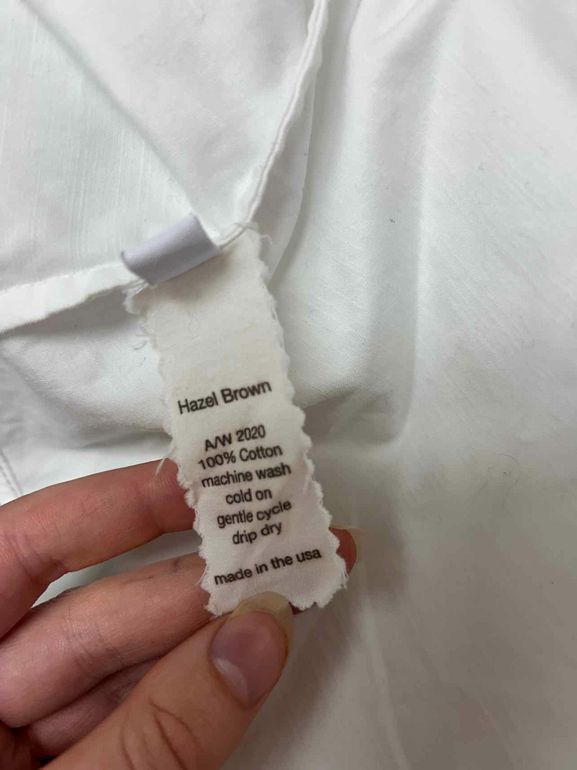 Hazel Brown
A/W 2020
100% Cotton
machine wash
cold on
gentle cycle
drip dry
made in the usa